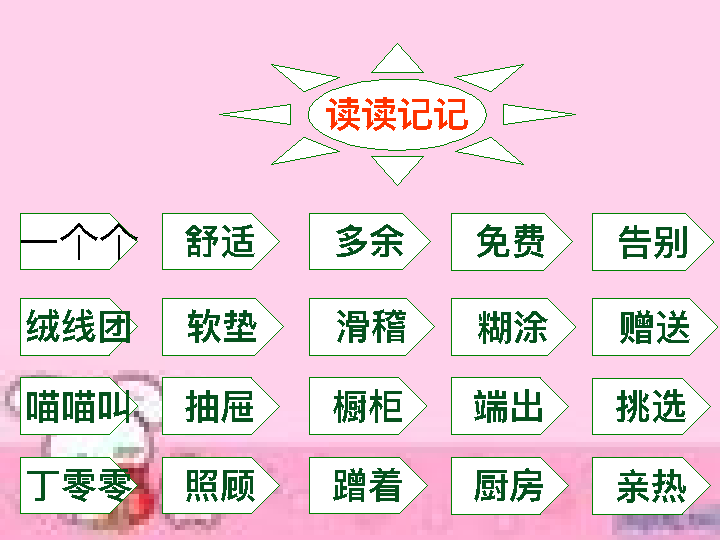 读读记记
一个个 舒适 多余 免费 告别
绒线团 软垫 滑稽 糊涂 赠送
喵喵叫 抽屉 橱柜 端出 挑选
丁零零 照顾 蹭着 厨房 亲热